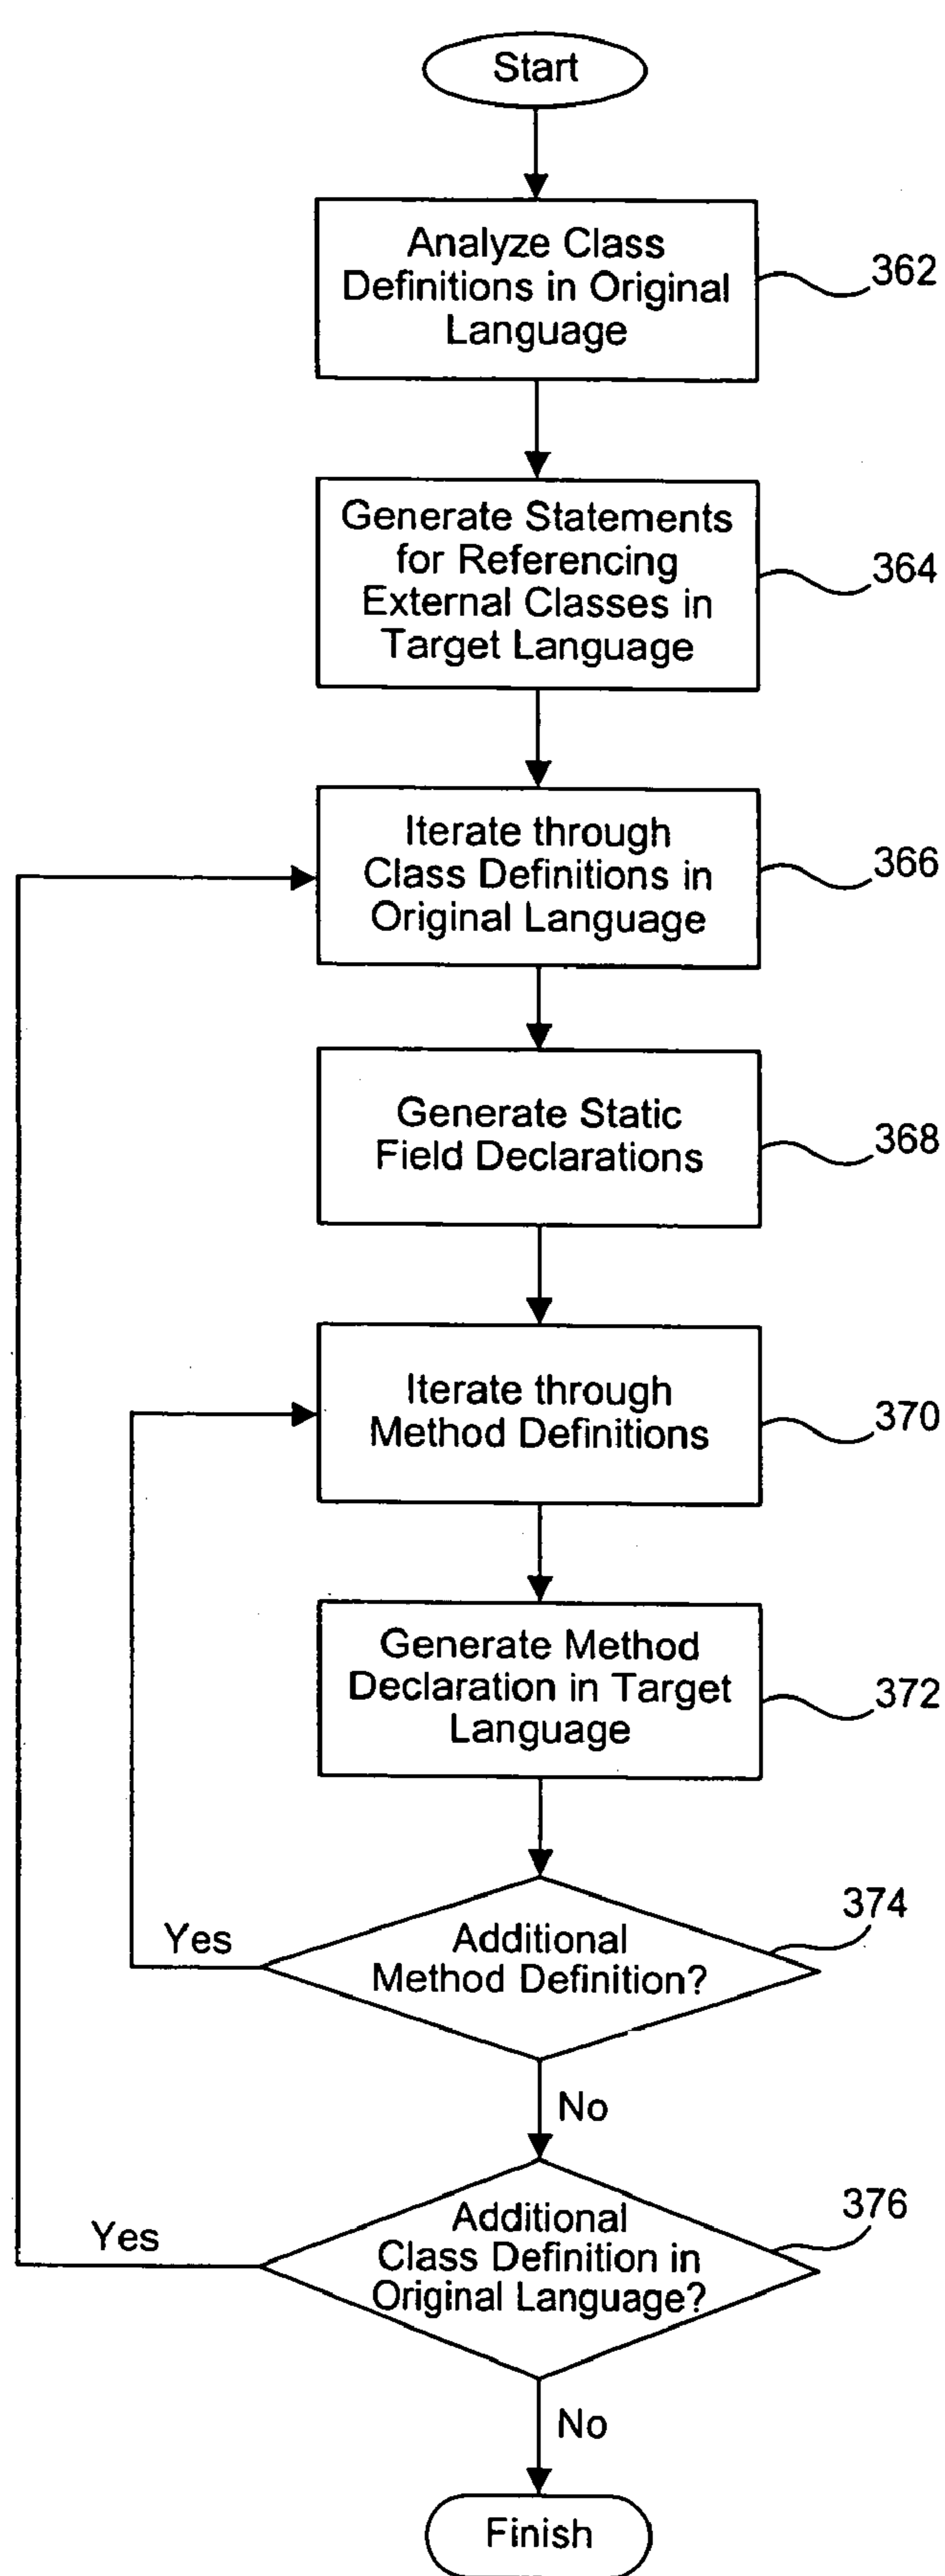 Start
Analyze Class
Definitions in Original
Language
362
Generate Statements
for Referencing
External Classes in
Target Language
364
Iterate through
Class Definitions in
Original Language
366
Generate Static
Field Declarations
368
Iterate through
Method Definitions
370
Generate Method
Declaration in Target
Language
372
Additional
Method Definition?
374
Yes
No
Additional
Class Definition in
Original Language?
376
Yes
No
Finish